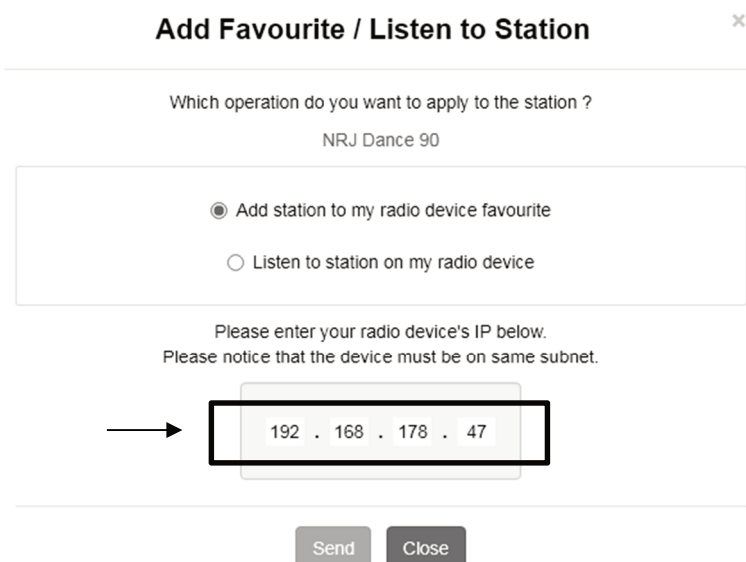 Add Favourite / Listen to Station
×
Which operation do you want to apply to the station ?
NRJ Dance 90
Add station to my radio device favourite
Listen to station on my radio device
Please enter your radio device's IP below.
Please notice that the device must be on same subnet.
192 . 168 . 178 . 47
Send Close